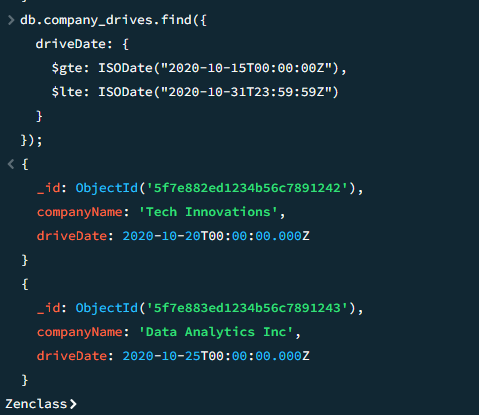 > db.company_drives.find({
driveDate: {
$gte: ISODate("2020-10-15T00:00:00Z"),
$lte: ISODate("2020-10-31T23:59:59Z")
}
});
< {
_id: ObjectId('5f7e882ed1234b56c7891242'),
companyName: 'Tech Innovations',
driveDate: 2020-10-20T00:00:00.000Z
}
{
_id: ObjectId('5f7e883ed1234b56c7891243'),
companyName: 'Data Analytics Inc',
driveDate: 2020-10-25T00:00:00.000Z
}
Zenclass>